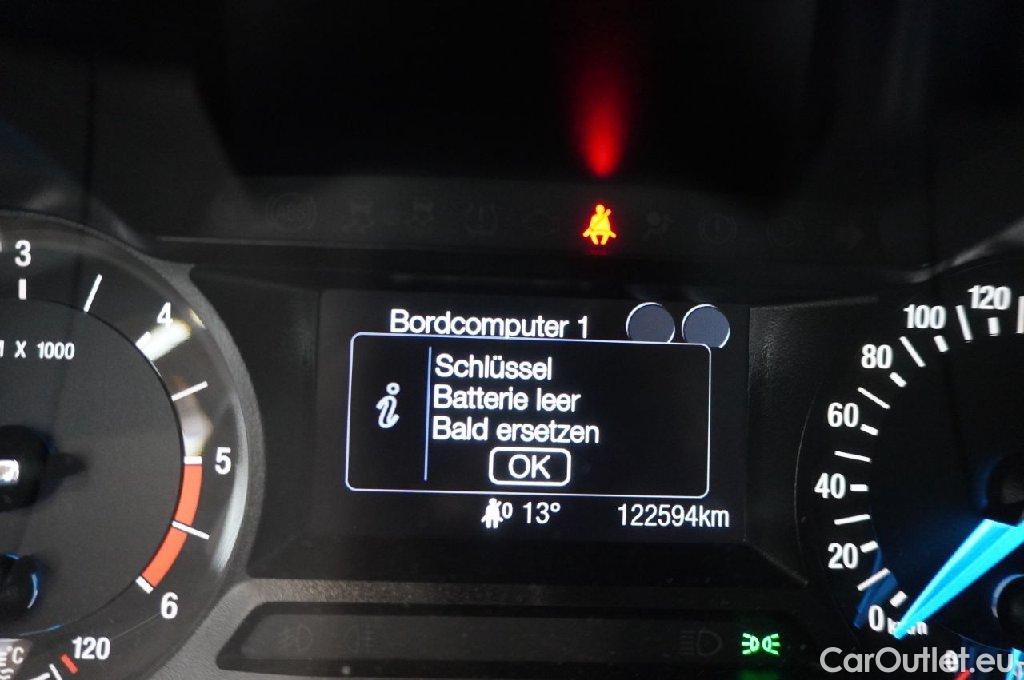 3
4
1 X 1000
5
6
120
°C
Bordcomputer 1
Schlüssel
Batterie leer
Bald ersetzen
OK
0 13°
122594km
120
100
80
60
40
20
0
CarOutlet.eu